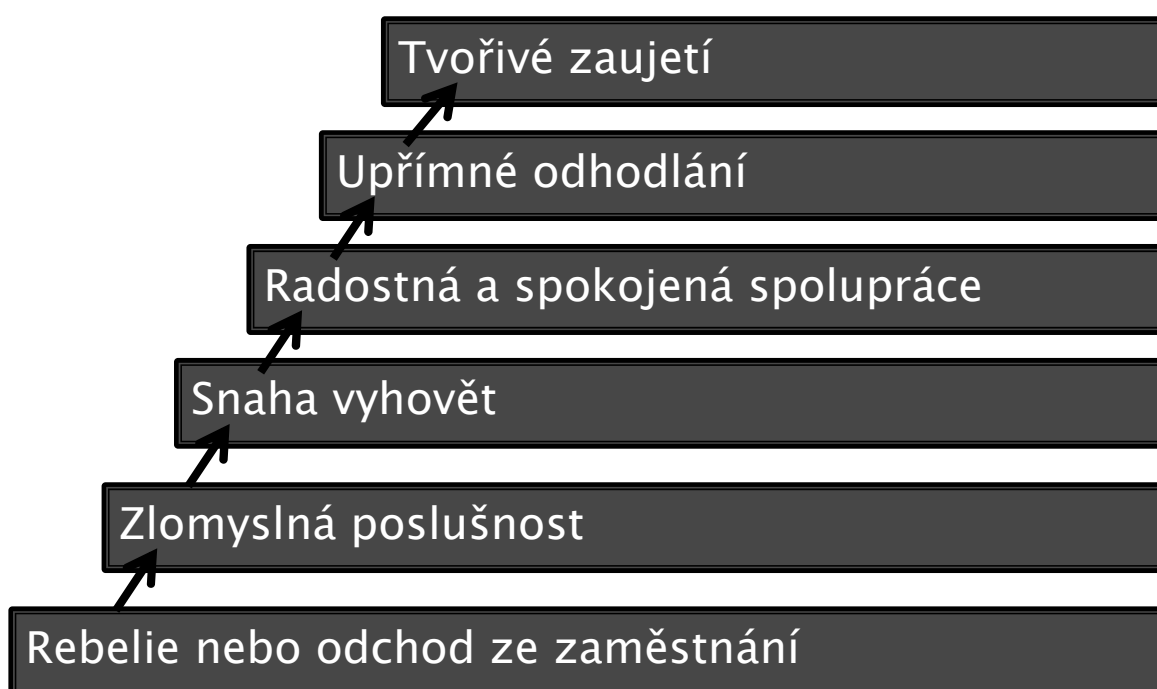 Tvořivé zaujetí
Upřímné odhodlání
Radostná a spokojená spolupráce
Snaha vyhovět
Zlomyslná poslušnost
Rebelie nebo odchod ze zaměstnání